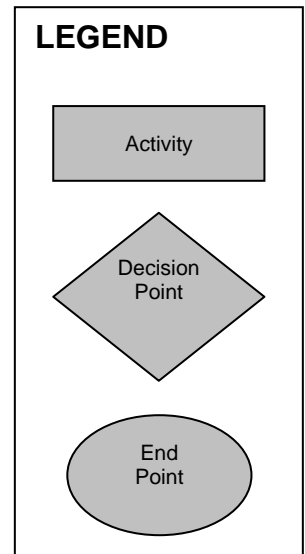 LEGEND
Activity
Decision
Point
End
Point